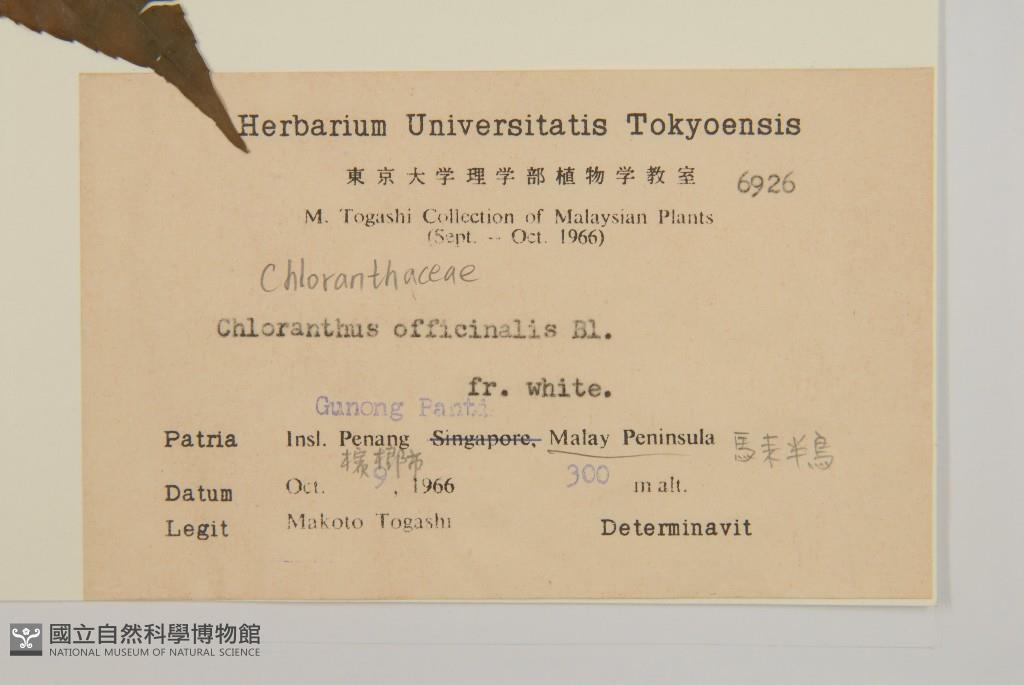 Herbarium Universitatis Tokyoensis
東京大学理学部植物学教室 6926
M. Togashi Collection of Malaysian Plants
(Sept. -- Oct. 1966)
Chloranthaceae
Chloranthus officinalis Bl.
fr. white.
Gunong Panti
Patria Insl. Penang Singapore, Malay Peninsula 馬来半島
檳榔市
Datum Oct. 9, 1966 300 m alt.
Legit Makoto Togashi Determinavit
國立自然科學博物館
NATIONAL MUSEUM OF NATURAL SCIENCE